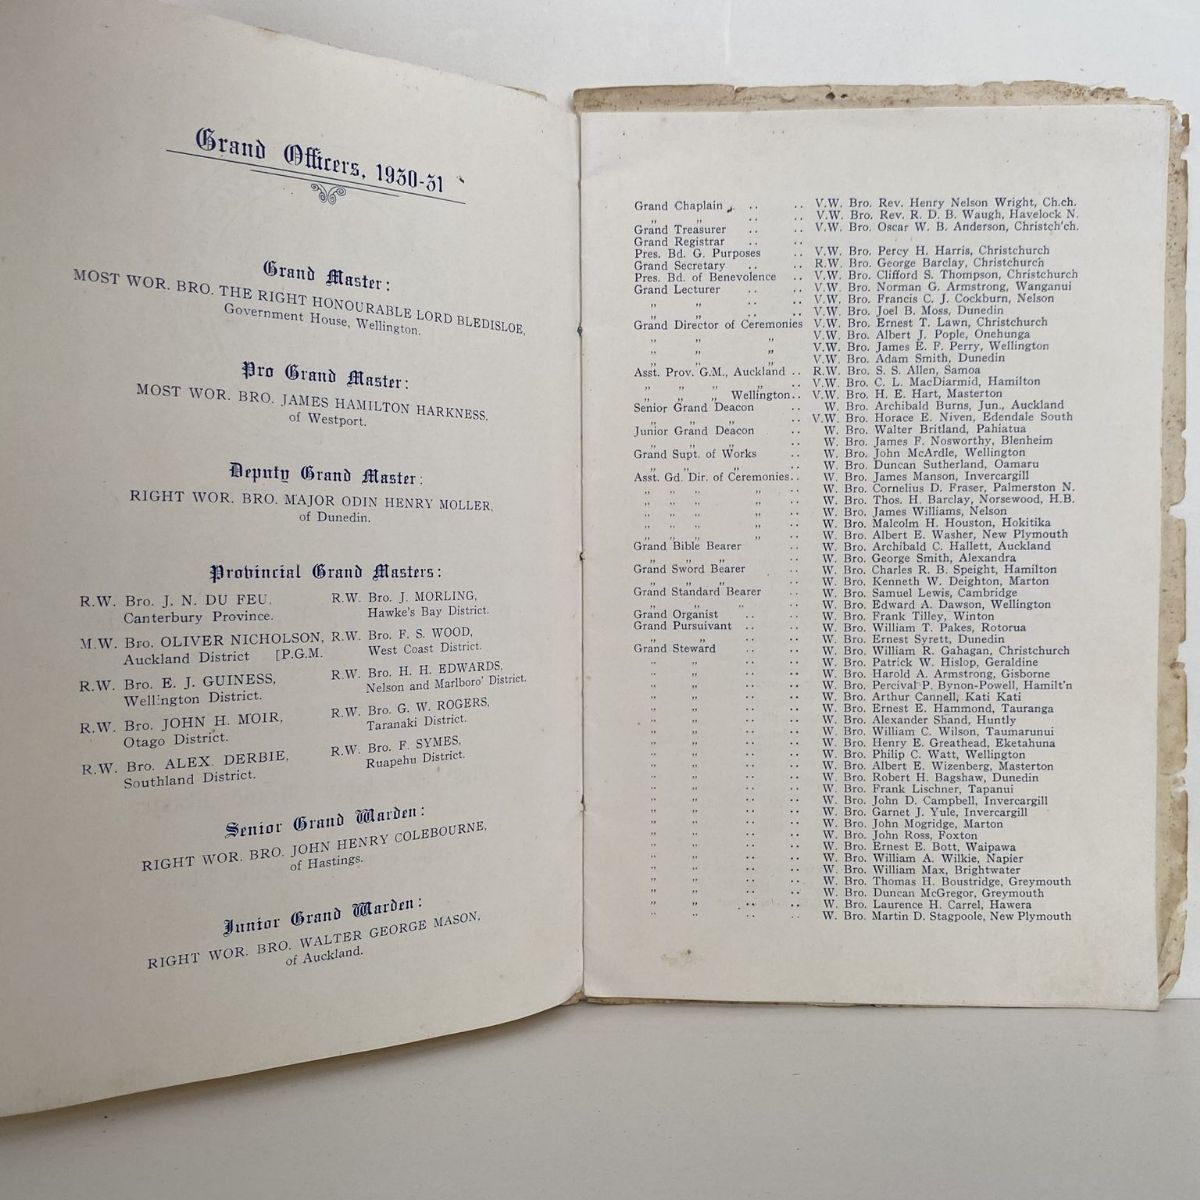 Grand Officers, 1930-31
Grand Master:
MOST WOR. BRO. THE RIGHT HONOURABLE LORD BLEDISLOE,
Government House, Wellington.
Pro Grand Master:
MOST WOR. BRO. JAMES HAMILTON HARKNESS,
of Westport.
Deputy Grand Master:
RIGHT WOR. BRO. MAJOR ODIN HENRY MOLLER,
of Dunedin.
Provincial Grand Masters:
R.W. Bro. J. N. DU FEU,
Canterbury Province.
M.W. Bro. OLIVER NICHOLSON,
Auckland District [P.G.M.
R.W. Bro. E. J. GUINESS,
Wellington District.
R.W. Bro. JOHN H. MOIR,
Otago District.
R.W. Bro. ALEX. DERBIE,
Southland District.
R.W. Bro. J. MORLING,
Hawke's Bay District.
R.W. Bro. F. S. WOOD,
West Coast District.
R.W. Bro. H. H. EDWARDS,
Nelson and Marlboro' District.
R.W. Bro. G. W. ROGERS,
Taranaki District.
R.W. Bro. F. SYMES,
Ruapehu District.
Senior Grand Warden:
RIGHT WOR. BRO. JOHN HENRY COLEBOURNE,
of Hastings.
Junior Grand Warden:
RIGHT WOR. BRO. WALTER GEORGE MASON,
of Auckland.
Grand Chaplain .. .. V.W. Bro. Rev. Henry Nelson Wright, Ch.ch.
„ „ .. .. V.W. Bro. Rev. R. D. B. Waugh, Havelock N.
Grand Treasurer .. .. V.W. Bro. Oscar W. B. Anderson, Christch'ch.
Grand Registrar .. ..
Pres. Bd. G. Purposes .. V.W. Bro. Percy H. Harris, Christchurch
Grand Secretary .. .. R.W. Bro. George Barclay, Christchurch
Pres. Bd. of Benevolence .. V.W. Bro. Clifford S. Thompson, Christchurch
Grand Lecturer .. .. V.W. Bro. Norman G. Armstrong, Wanganui
„ „ .. .. V.W. Bro. Francis C. J. Cockburn, Nelson
„ „ .. .. V.W. Bro. Joel B. Moss, Dunedin
Grand Director of Ceremonies V.W. Bro. Ernest T. Lawn, Christchurch
„ „ „ V.W. Bro. Albert J. Pople, Onehunga
„ „ „ V.W. Bro. James E. F. Perry, Wellington
„ „ „ V.W. Bro. Adam Smith, Dunedin
Asst. Prov. G.M., Auckland .. R.W. Bro. S. S. Allen, Samoa
„ „ „ „ .. V.W. Bro. C. L. MacDiarmid, Hamilton
„ „ „ Wellington.. V.W. Bro. H. E. Hart, Masterton
Senior Grand Deacon .. W. Bro. Archibald Burns, Jun., Auckland
„ „ „ .. V.W. Bro. Horace E. Niven, Edendale South
Junior Grand Deacon .. W. Bro. Walter Britland, Pahiatua
„ „ „ .. W. Bro. James F. Nosworthy, Blenheim
Grand Supt. of Works .. W. Bro. John McArdle, Wellington
„ „ „ .. W. Bro. Duncan Sutherland, Oamaru
Asst. Gd. Dir. of Ceremonies.. W. Bro. James Manson, Invercargill
„ „ „ „ .. W. Bro. Cornelius D. Fraser, Palmerston N.
„ „ „ „ .. W. Bro. Thos. H. Barclay, Norsewood, H.B.
„ „ „ „ .. W. Bro. James Williams, Nelson
„ „ „ „ .. W. Bro. Malcolm H. Houston, Hokitika
„ „ „ „ .. W. Bro. Albert E. Washer, New Plymouth
Grand Bible Bearer .. W. Bro. Archibald C. Hallett, Auckland
„ „ „ .. W. Bro. George Smith, Alexandra
Grand Sword Bearer .. W. Bro. Charles R. B. Speight, Hamilton
„ „ „ .. W. Bro. Kenneth W. Deighton, Marton
Grand Standard Bearer .. W. Bro. Samuel Lewis, Cambridge
„ „ „ .. W. Bro. Edward A. Dawson, Wellington
Grand Organist .. .. W. Bro. Frank Tilley, Winton
Grand Pursuivant .. .. W. Bro. William T. Pakes, Rotorua
„ „ .. .. W. Bro. Ernest Syrett, Dunedin
Grand Steward .. .. W. Bro. William R. Gahagan, Christchurch
„ „ .. .. W. Bro. Patrick W. Hislop, Geraldine
„ „ .. .. W. Bro. Harold A. Armstrong, Gisborne
„ „ .. .. W. Bro. Percival P. Bynon-Powell, Hamilt'n
„ „ .. .. W. Bro. Arthur Cannell, Kati Kati
„ „ .. .. W. Bro. Ernest E. Hammond, Tauranga
„ „ .. .. W. Bro. Alexander Shand, Huntly
„ „ .. .. W. Bro. William C. Wilson, Taumarunui
„ „ .. .. W. Bro. Henry E. Greathead, Eketahuna
„ „ .. .. W. Bro. Philip C. Watt, Wellington
„ „ .. .. W. Bro. Albert E. Wizenberg, Masterton
„ „ .. .. W. Bro. Robert H. Bagshaw, Dunedin
„ „ .. .. W. Bro. Frank Lischner, Tapanui
„ „ .. .. W. Bro. John D. Campbell, Invercargill
„ „ .. .. W. Bro. Garnet J. Yule, Invercargill
„ „ .. .. W. Bro. John Mogridge, Marton
„ „ .. .. W. Bro. John Ross, Foxton
„ „ .. .. W. Bro. Ernest E. Bott, Waipawa
„ „ .. .. W. Bro. William A. Wilkie, Napier
„ „ .. .. W. Bro. William Max, Brightwater
„ „ .. .. W. Bro. Thomas H. Boustridge, Greymouth
„ „ .. .. W. Bro. Duncan McGregor, Greymouth
„ „ .. .. W. Bro. Laurence H. Carrel, Hawera
„ „ .. .. W. Bro. Martin D. Stagpoole, New Plymouth